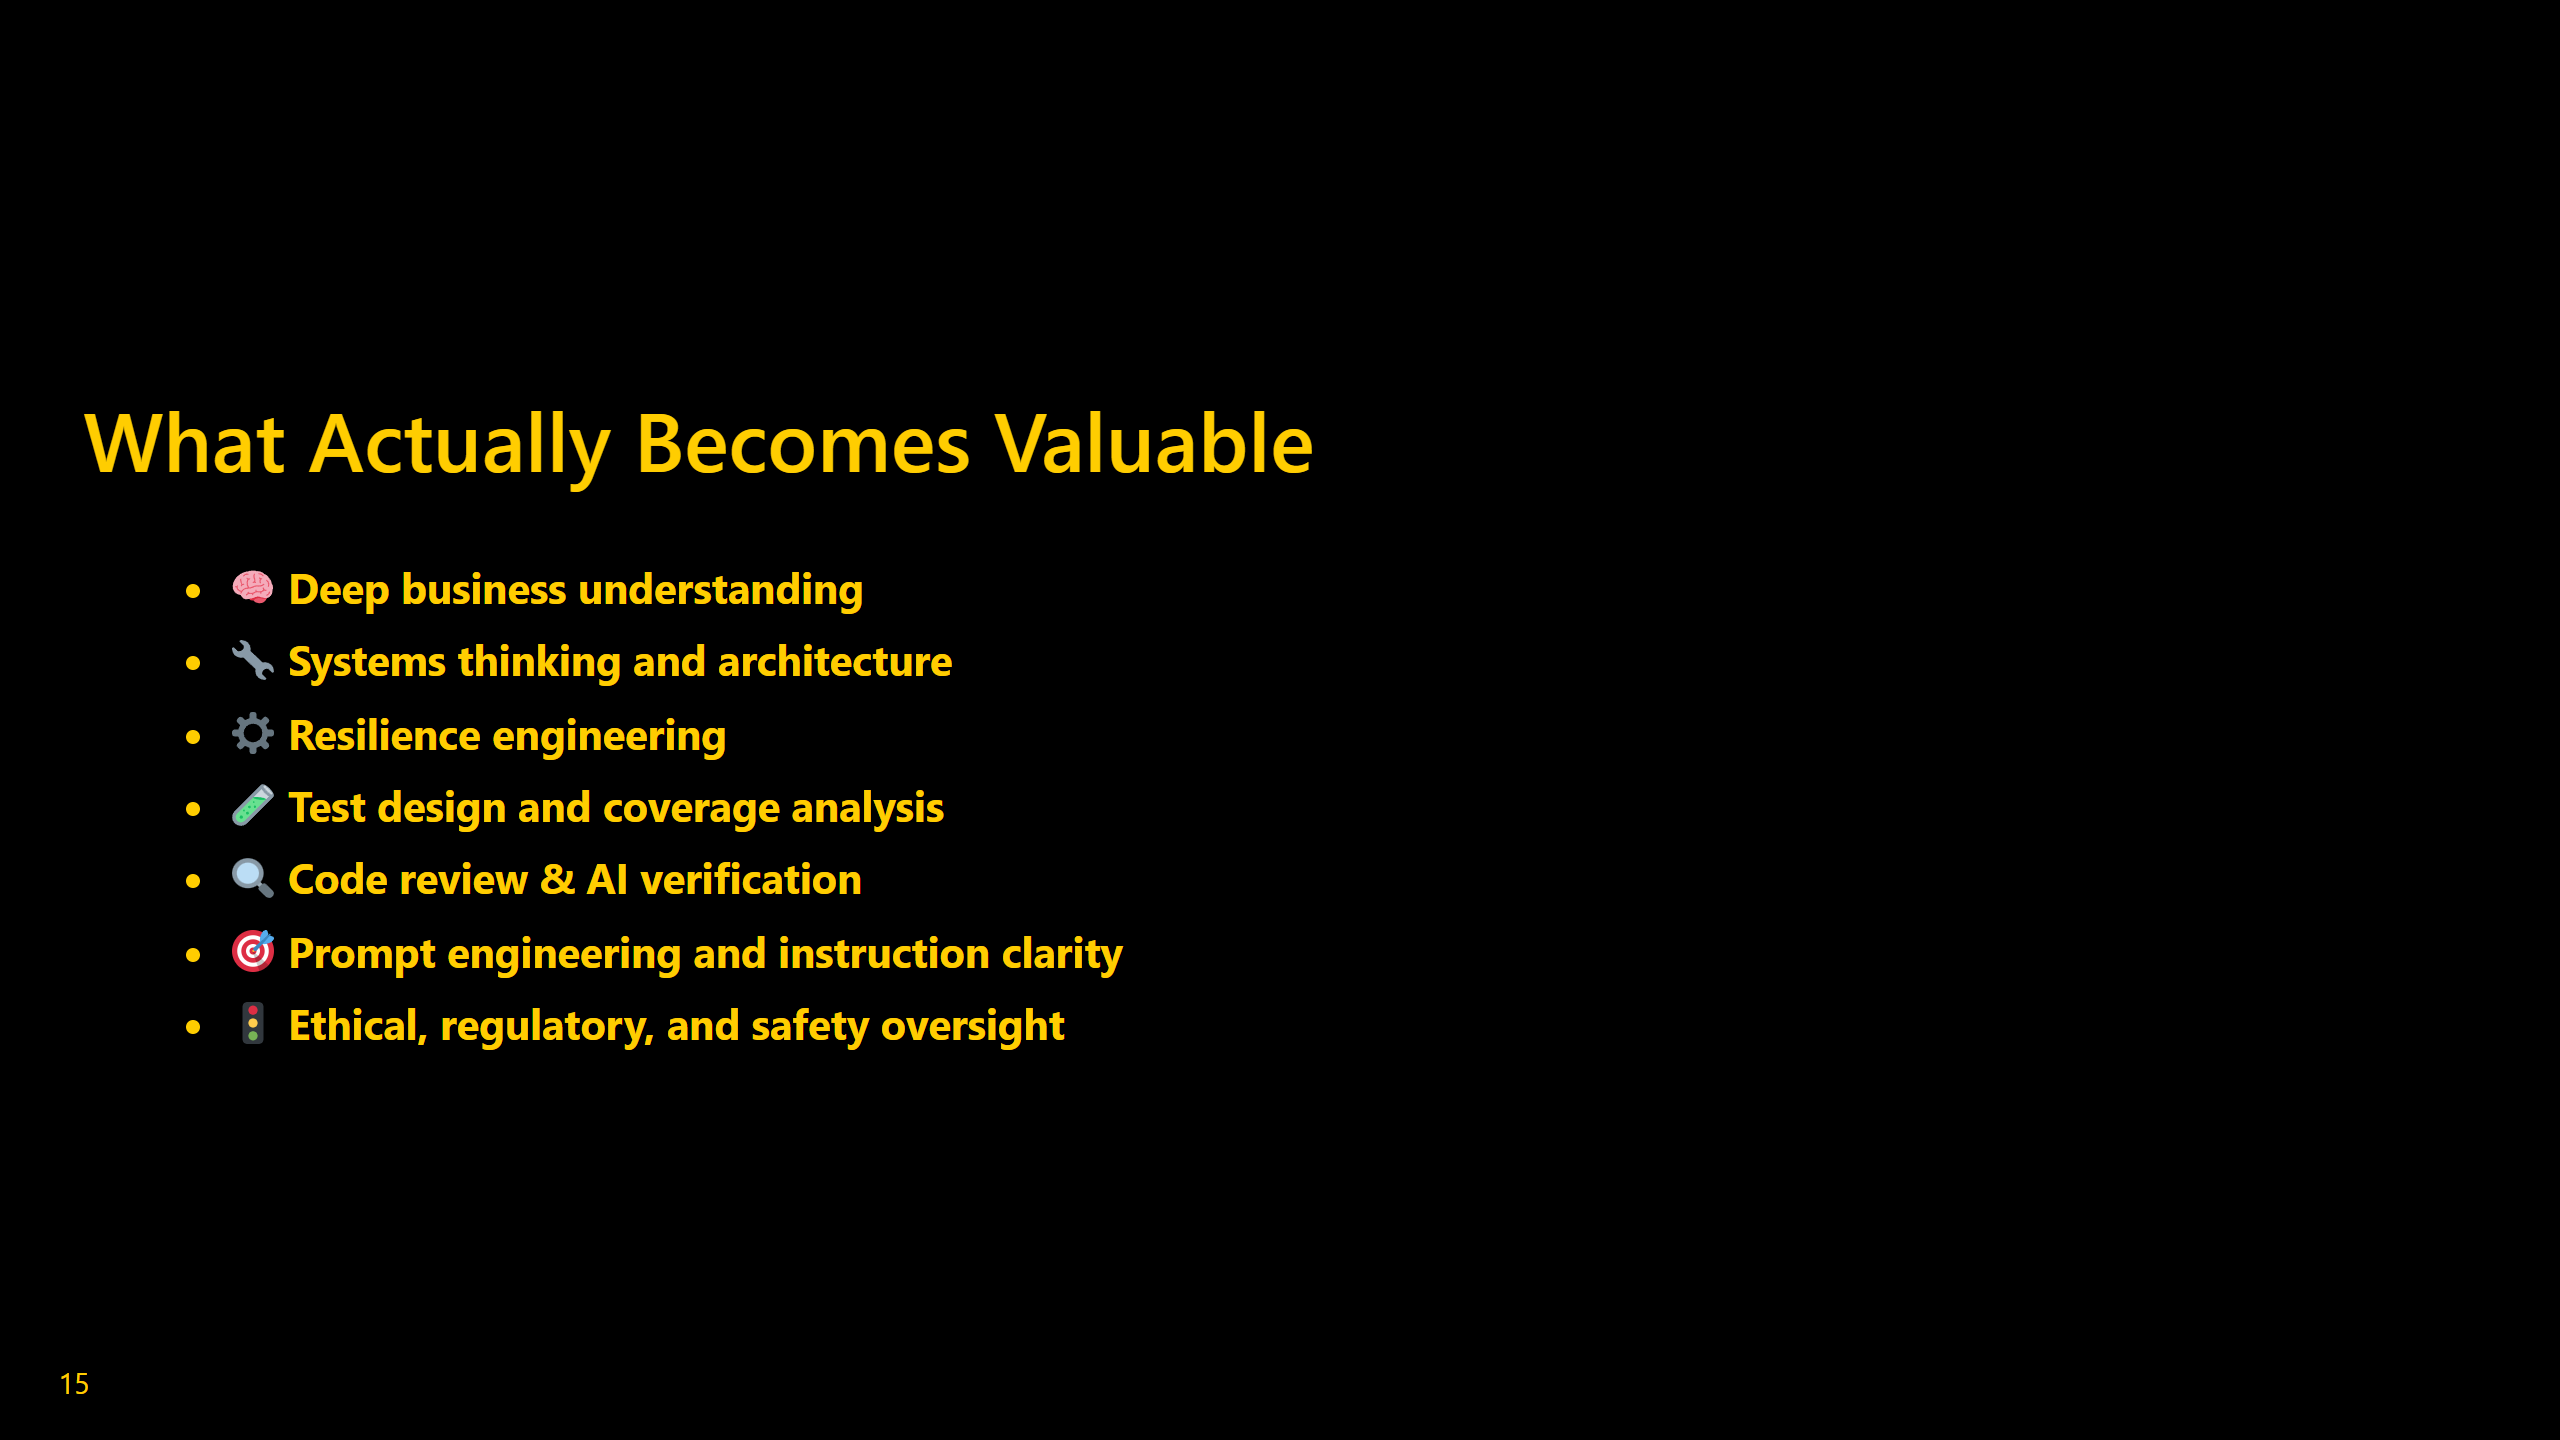 What Actually Becomes Valuable
• 🧠 Deep business understanding
• 🔧 Systems thinking and architecture
• ⚙️ Resilience engineering
• 🧪 Test design and coverage analysis
• 🔍 Code review & AI verification
• 🎯 Prompt engineering and instruction clarity
• 🚦 Ethical, regulatory, and safety oversight
15